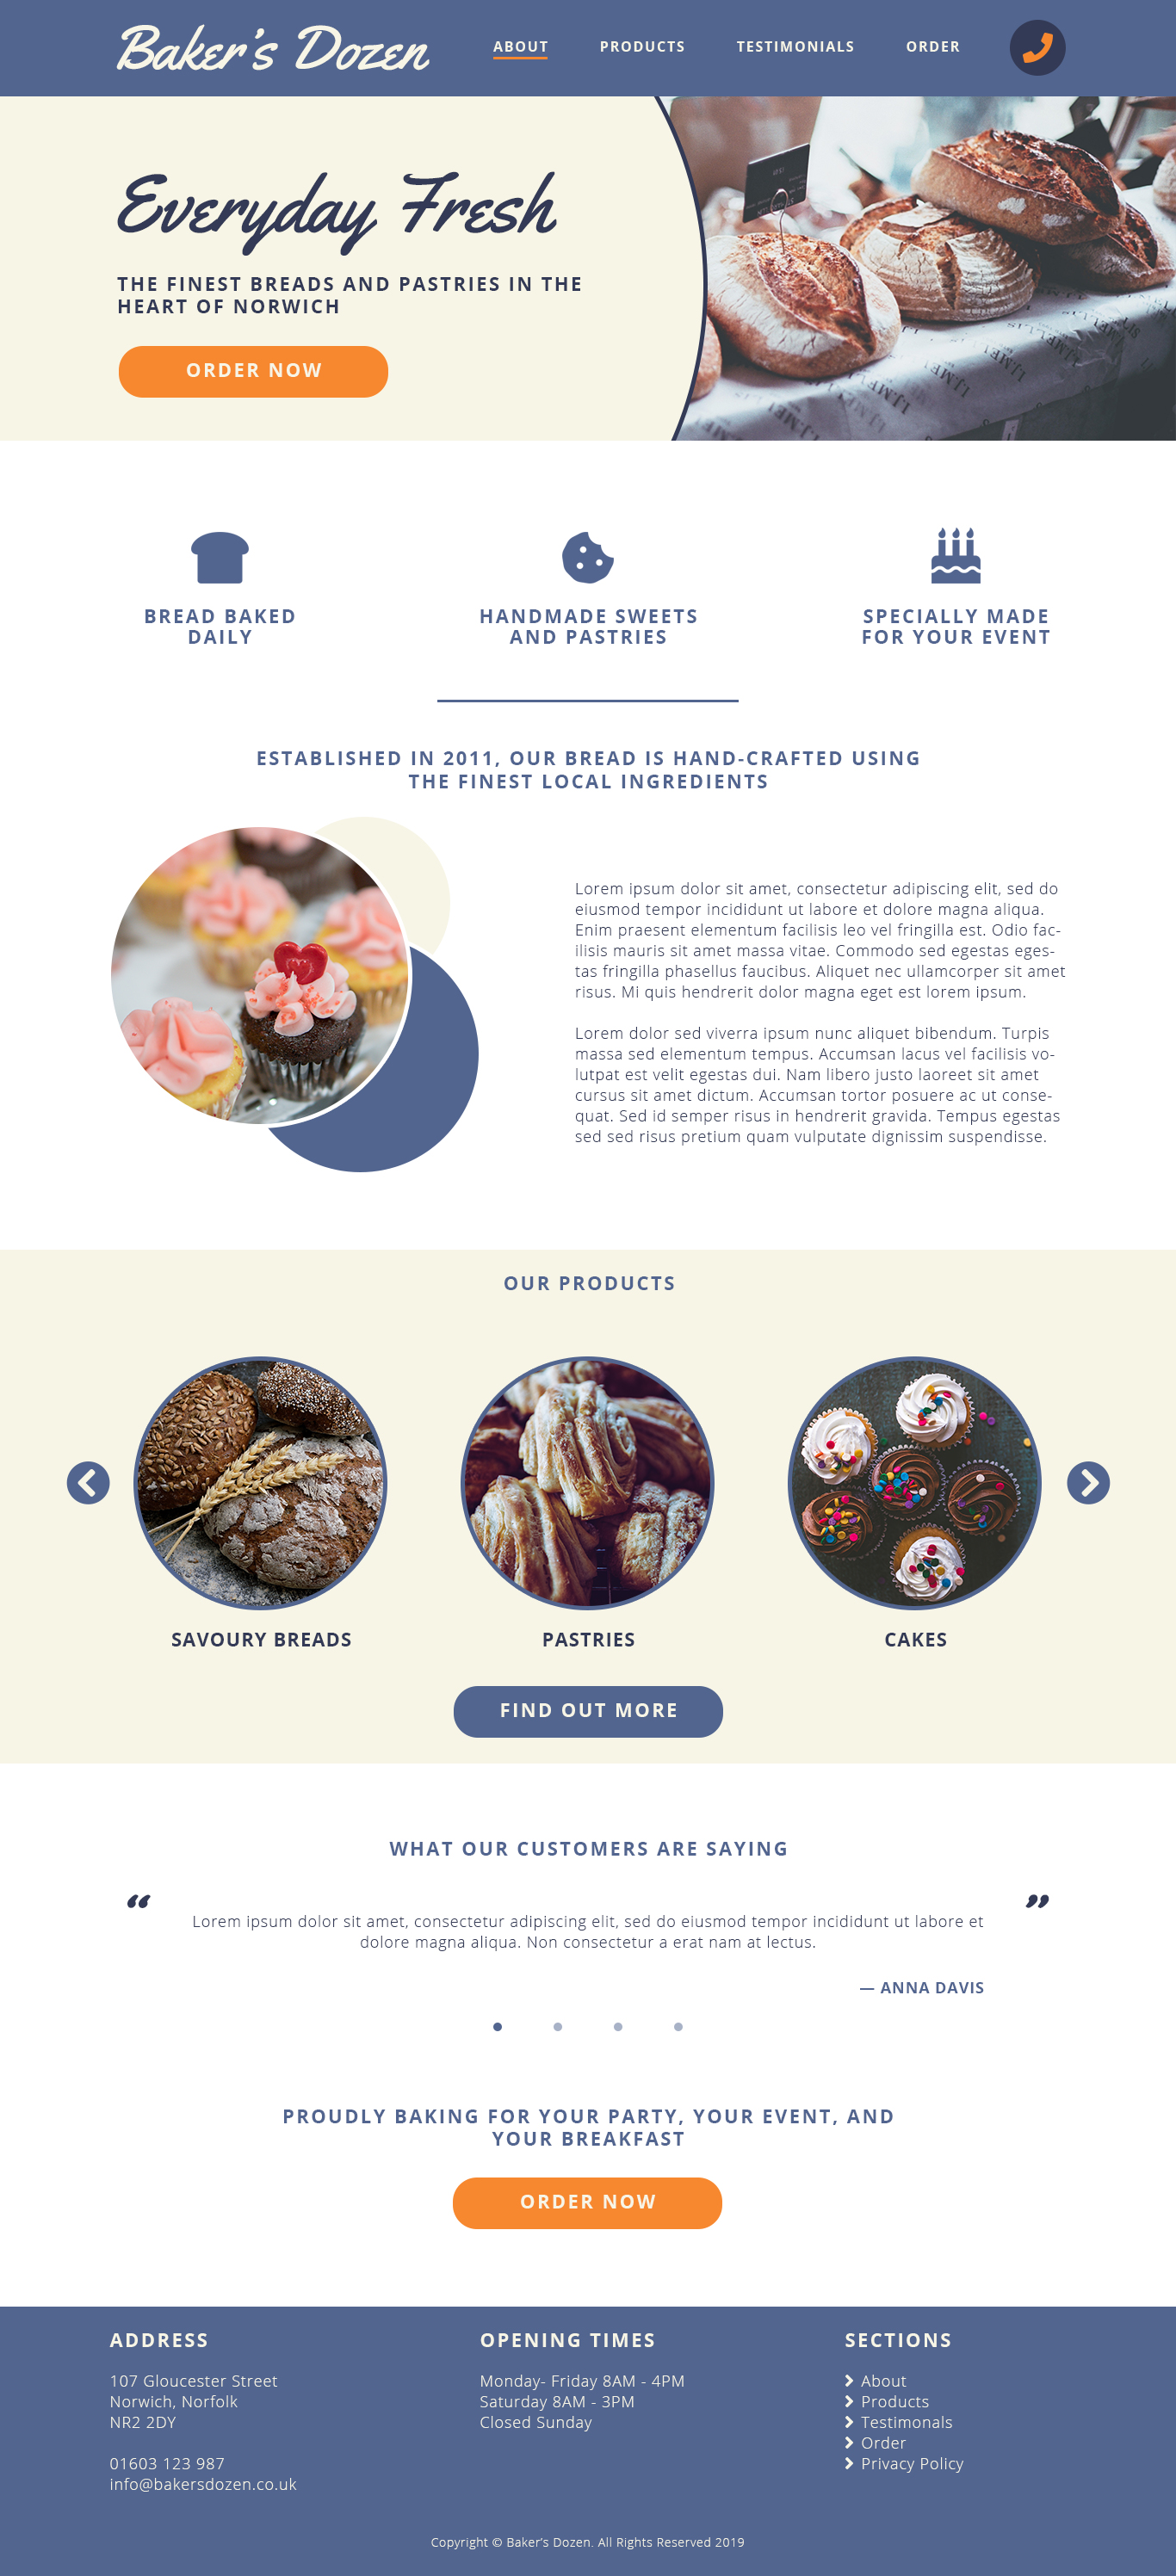 Baker's Dozen
ABOUT PRODUCTS TESTIMONIALS ORDER
Everyday Fresh
THE FINEST BREADS AND PASTRIES IN THE
HEART OF NORWICH
ORDER NOW
BREAD BAKED
DAILY
HANDMADE SWEETS
AND PASTRIES
SPECIALLY MADE
FOR YOUR EVENT
ESTABLISHED IN 2011, OUR BREAD IS HAND-CRAFTED USING
THE FINEST LOCAL INGREDIENTS
Lorem ipsum dolor sit amet, consectetur adipiscing elit, sed do
eiusmod tempor incididunt ut labore et dolore magna aliqua.
Enim praesent elementum facilisis leo vel fringilla est. Odio fac-
ilisis mauris sit amet massa vitae. Commodo sed egestas eges-
tas fringilla phasellus faucibus. Aliquet nec ullamcorper sit amet
risus. Mi quis hendrerit dolor magna eget est lorem ipsum.
Lorem dolor sed viverra ipsum nunc aliquet bibendum. Turpis
massa sed elementum tempus. Accumsan lacus vel facilisis vo-
lutpat est velit egestas dui. Nam libero justo laoreet sit amet
cursus sit amet dictum. Accumsan tortor posuere ac ut conse-
quat. Sed id semper risus in hendrerit gravida. Tempus egestas
sed sed risus pretium quam vulputate dignissim suspendisse.
OUR PRODUCTS
SAVOURY BREADS
PASTRIES
CAKES
FIND OUT MORE
WHAT OUR CUSTOMERS ARE SAYING
“ ”
Lorem ipsum dolor sit amet, consectetur adipiscing elit, sed do eiusmod tempor incididunt ut labore et
dolore magna aliqua. Non consectetur a erat nam at lectus.
— ANNA DAVIS
PROUDLY BAKING FOR YOUR PARTY, YOUR EVENT, AND
YOUR BREAKFAST
ORDER NOW
ADDRESS
107 Gloucester Street
Norwich, Norfolk
NR2 2DY
01603 123 987
info@bakersdozen.co.uk
OPENING TIMES
Monday- Friday 8AM - 4PM
Saturday 8AM - 3PM
Closed Sunday
SECTIONS
About
Products
Testimonals
Order
Privacy Policy
Copyright © Baker's Dozen. All Rights Reserved 2019